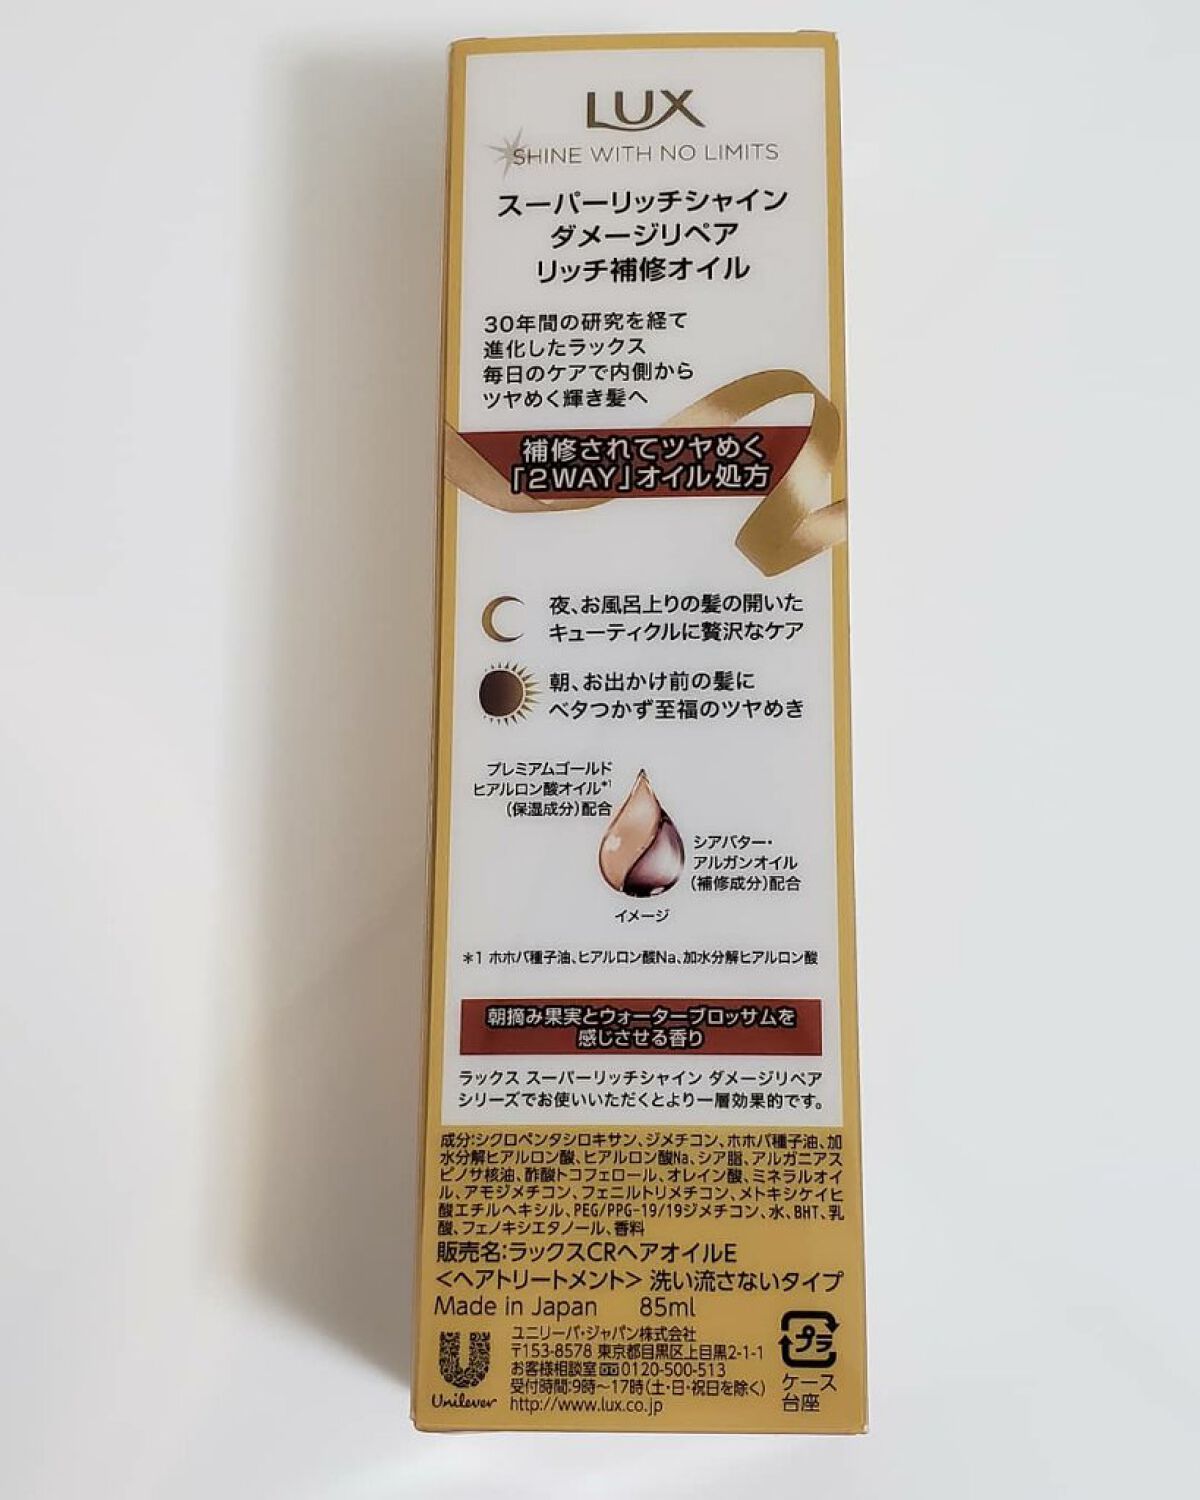 LUX
SHINE WITH NO LIMITS
スーパーリッチシャイン
ダメージリペア
リッチ補修オイル
30年間の研究を経て
進化したラックス
毎日のケアで内側から
ツヤめく輝き髪へ
補修されてツヤめく
「2WAY」オイル処方
夜、お風呂上りの髪の開いた
キューティクルに贅沢なケア
朝、お出かけ前の髪に
ベタつかず至福のツヤめき
プレミアムゴールド
ヒアルロン酸オイル*1
(保湿成分)配合
シアバター・
アルガンオイル
(補修成分)配合
イメージ
*1 ホホバ種子油、ヒアルロン酸Na、加水分解ヒアルロン酸
朝摘み果実とウォーターブロッサムを
感じさせる香り
ラックス スーパーリッチシャイン ダメージリペア
シリーズでお使いいただくとより一層効果的です。
成分:シクロペンタシロキサン、ジメチコン、ホホバ種子油、加
水分解ヒアルロン酸、ヒアルロン酸Na、シア脂、アルガニアス
ピノサ核油、酢酸トコフェロール、オレイン酸、ミネラルオイ
ル、アモジメチコン、フェニルトリメチコン、メトキシケイヒ
酸エチルヘキシル、PEG/PPG-19/19ジメチコン、水、BHT、乳
酸、フェノキシエタノール、香料
販売名:ラックスCRヘアオイルE
<ヘアトリートメント> 洗い流さないタイプ
Made in Japan 85ml
ユニリーバ・ジャパン株式会社
〒153-8578 東京都目黒区上目黒2-1-1
お客様相談室 0120-500-513
受付時間:9時〜17時(土・日・祝日を除く)
http://www.lux.co.jp
Unilever
プラ
ケース
台座